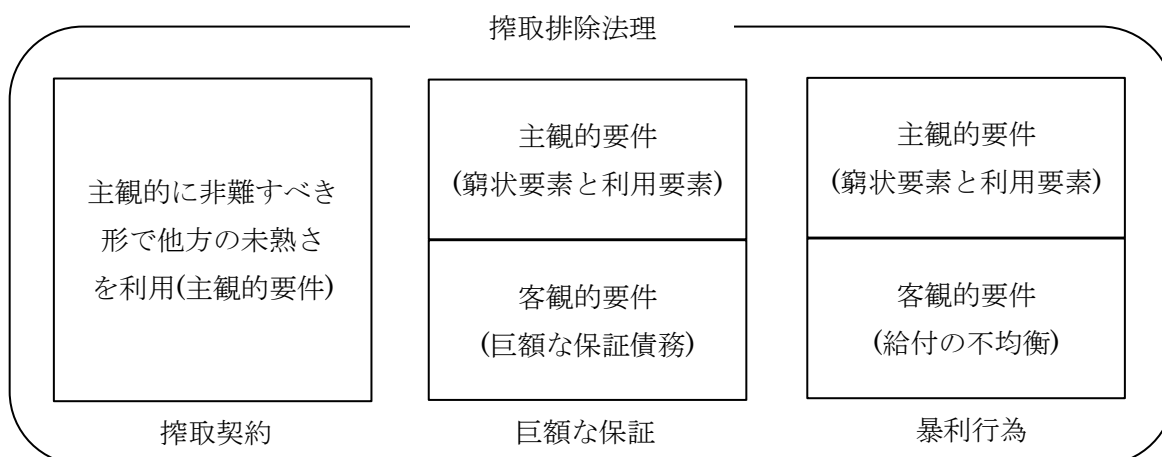 搾取排除法理
主観的に非難すべき
形で他方の未熟さ
を利用(主観的要件)
搾取契約
主観的要件
(窮状要素と利用要素)
客観的要件
(巨額な保証債務)
巨額な保証
主観的要件
(窮状要素と利用要素)
客観的要件
(給付の不均衡)
暴利行為